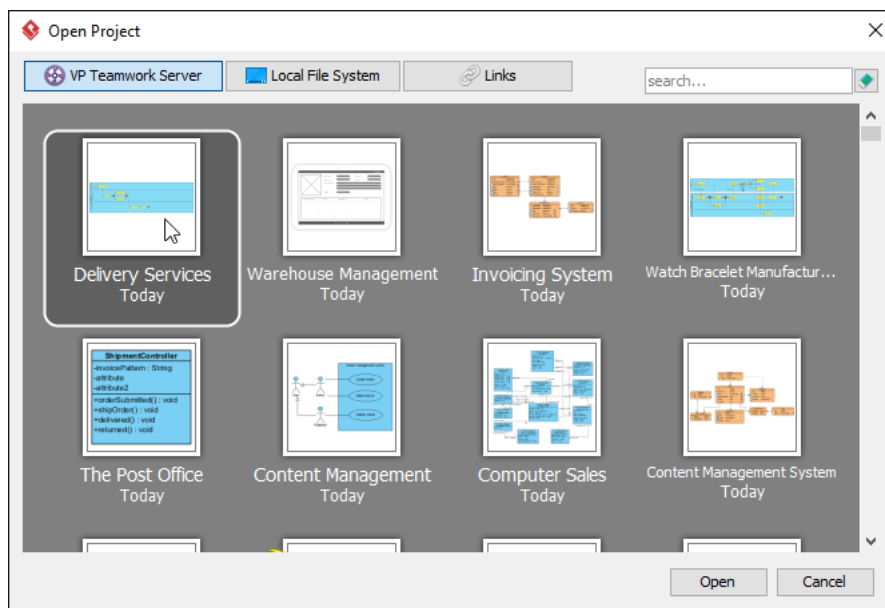 Open Project
VP Teamwork Server
Local File System
Links
search...
Delivery Services
Today
Warehouse Management
Today
Invoicing System
Today
Watch Bracelet Manufactur...
Today
ShipmentController
-invoicePattern : String
-attribute
-attribute2
+orderSubmitted() : void
+shipOrder() : void
+delivered() : void
+returned() : void
The Post Office
Today
Content Management
Today
Computer Sales
Today
Content Management System
Today
Open
Cancel